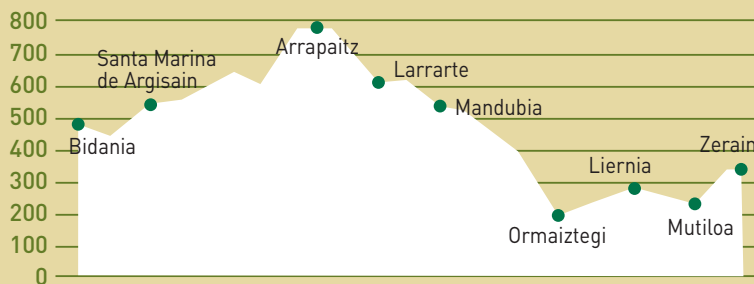 800
700
600
500
400
300
200
100
0
Santa Marina
de Argisain
Arrapaitz
Larrarte
Mandubia
Bidania
Liernia
Zerain
Ormaiztegi
Mutiloa